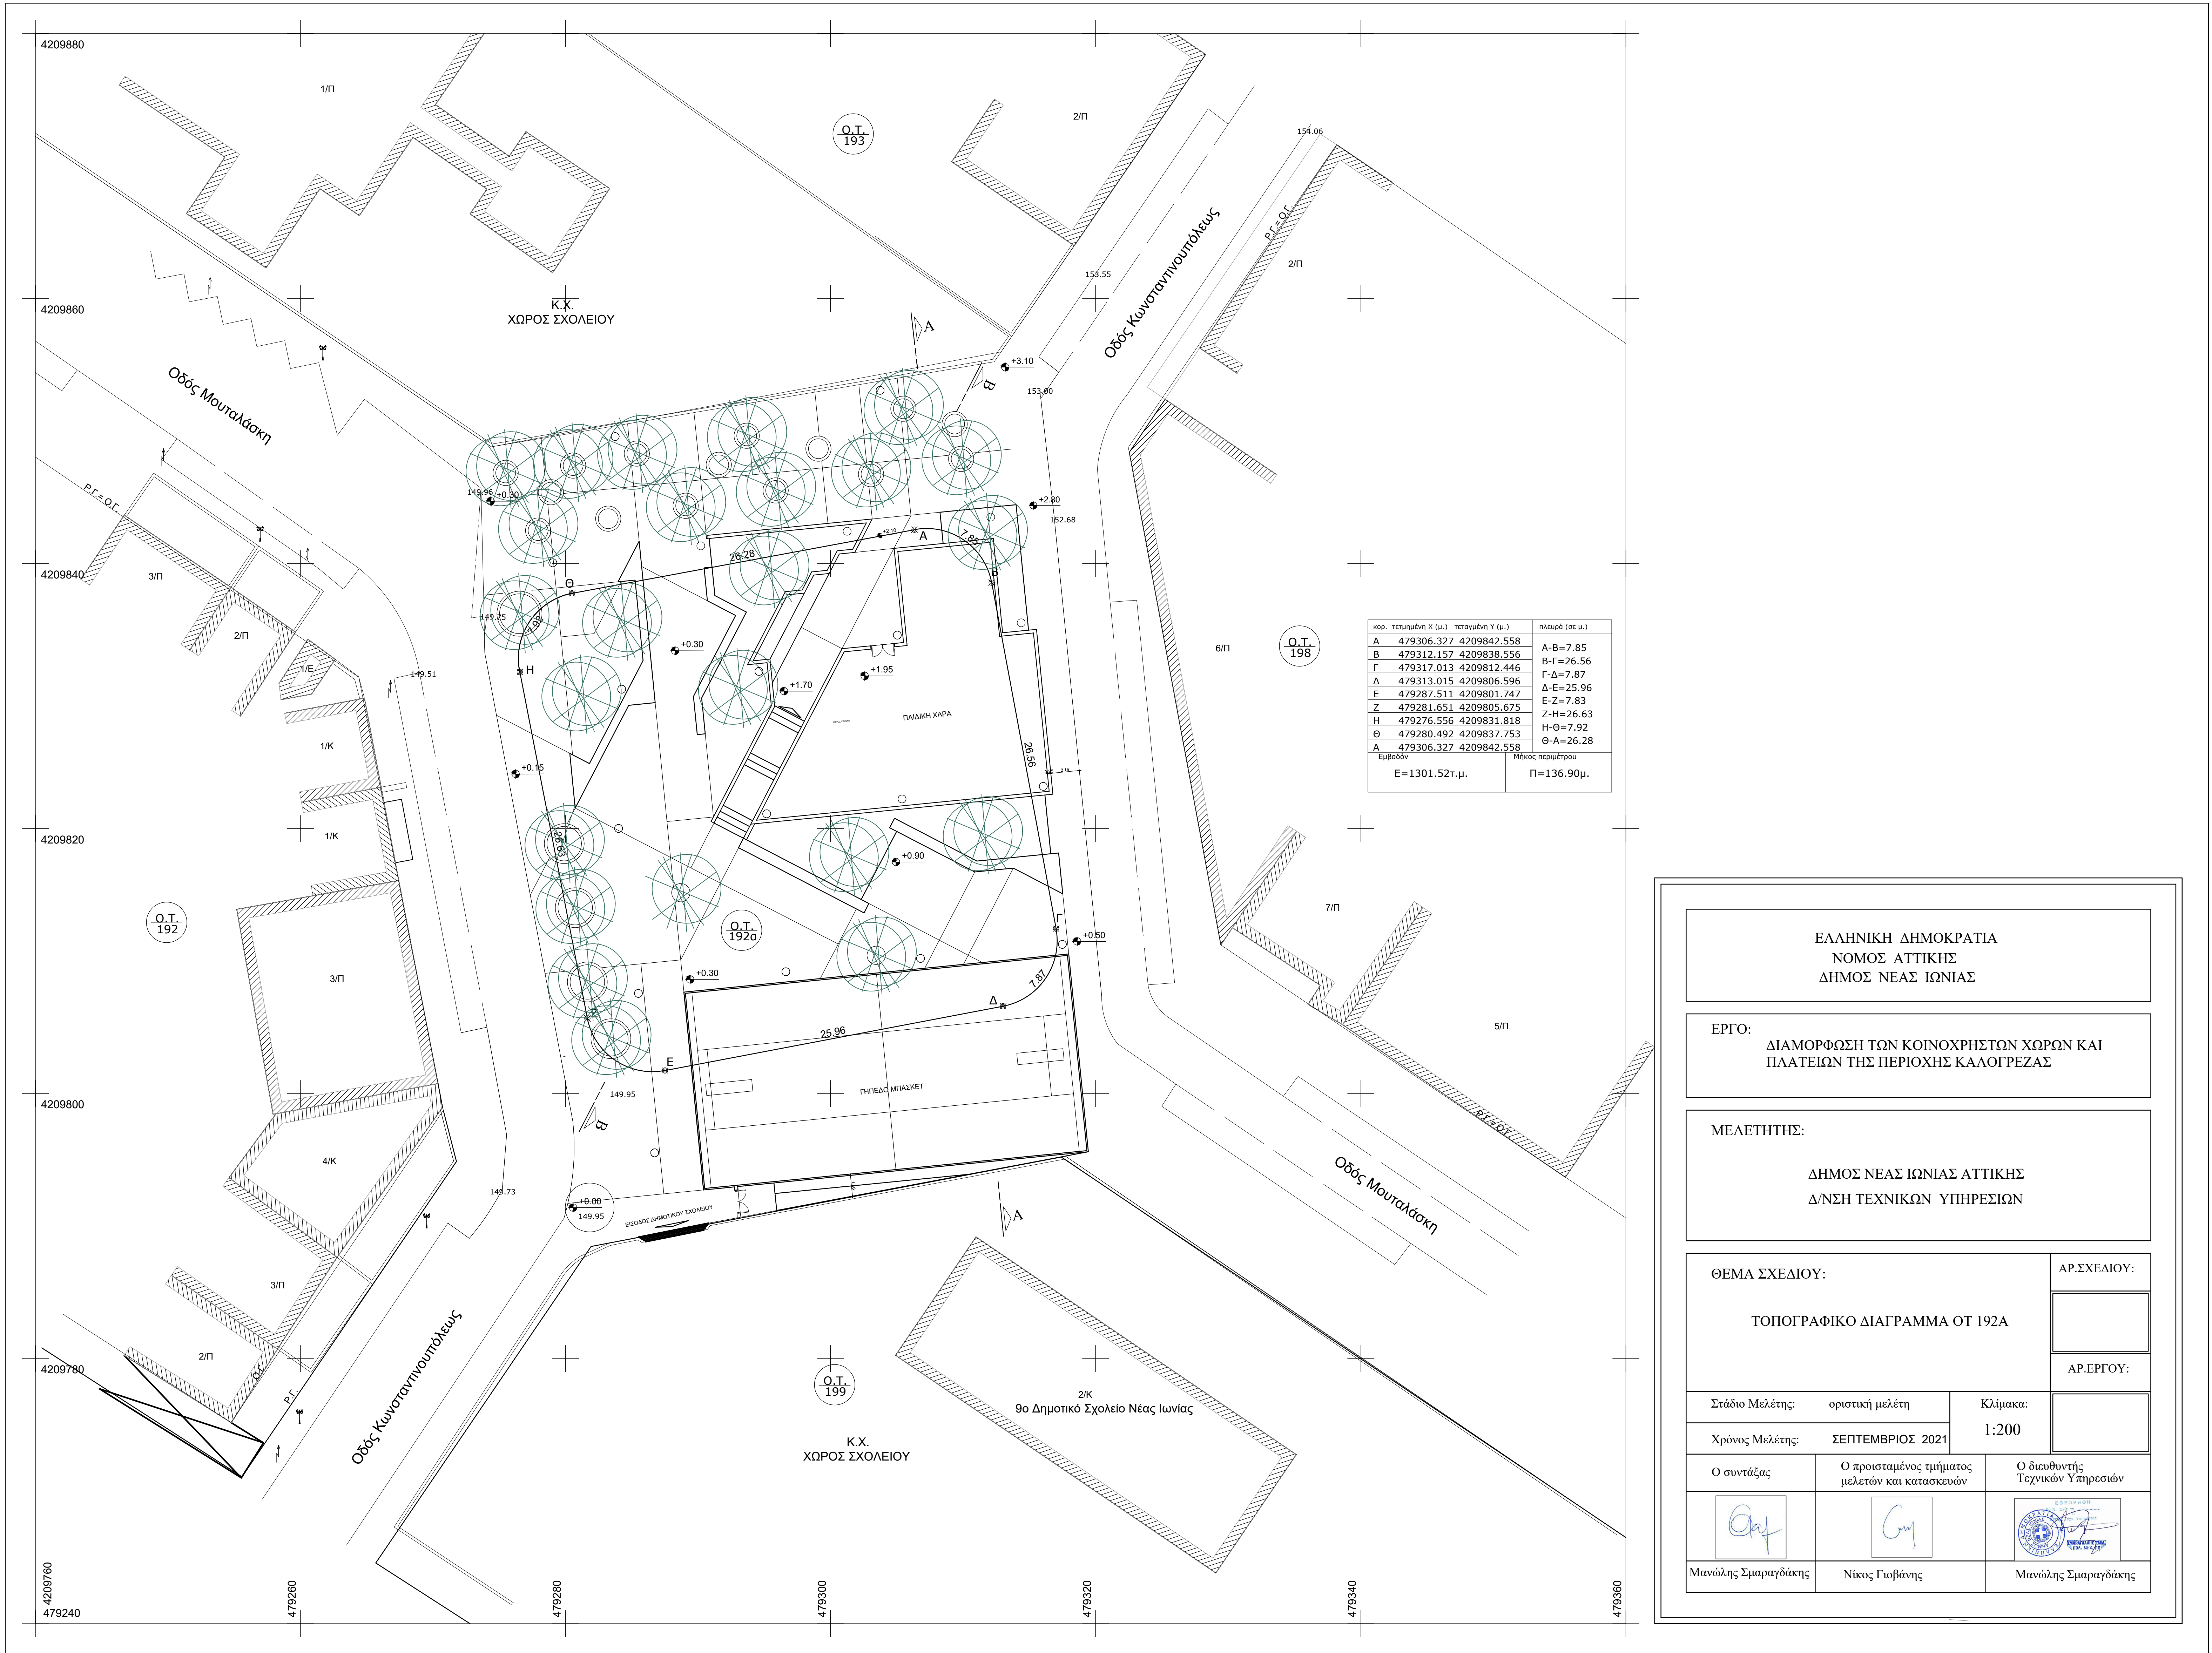 4209880
1/Π
Ο.Τ.
193
2/Π
154.06
Οδός Κωνσταντινουπόλεως
Ρ.Γ.=Ο.Γ.
2/Π
153.55
4209860
Κ.Χ.
ΧΩΡΟΣ ΣΧΟΛΕΙΟΥ
A
+3.10
B
153.00
Οδός Μουταλάσκη
Ρ.Γ.=Ο.Γ.
149.96
+0.30
+2.80
152.68
+2.10
Α
7.85
Β
26.28
Θ
4209840
3/Π
2/Π
1/Ε
149.75
7.92
Η
+0.30
+1.95
+1.70
ΠΑΙΔΙΚΗ ΧΑΡΑ
149.51
6/Π
Ο.Τ.
198
κορ. τετμημένη Χ (μ.) τεταγμένη Υ (μ.) πλευρά (σε μ.)
Α 479306.327 4209842.558
Β 479312.157 4209838.556
Γ 479317.013 4209812.446
Δ 479313.015 4209806.596
Ε 479287.511 4209801.747
Ζ 479281.651 4209805.675
Η 479276.556 4209831.818
Θ 479280.492 4209837.753
Α 479306.327 4209842.558
Α-Β=7.85
Β-Γ=26.56
Γ-Δ=7.87
Δ-Ε=25.96
Ε-Ζ=7.83
Ζ-Η=26.63
Η-Θ=7.92
Θ-Α=26.28
Εμβαδόν
Ε=1301.52τ.μ.
Μήκος περιμέτρου
Π=136.90μ.
1/Κ
+0.15
26.56
1/Κ
4209820
26.63
+0.90
7/Π
Ο.Τ.
192
Ο.Τ.
192α
Γ
+0.50
3/Π
+0.30
7.87
Δ
Ζ
25.96
5/Π
Ε
ΓΗΠΕΔΟ ΜΠΑΣΚΕΤ
4209800
149.95
B
Ρ.Γ.=Ο.Γ.
4/Κ
149.73
+0.00
149.95
ΕΙΣΟΔΟΣ ΔΗΜΟΤΙΚΟΥ ΣΧΟΛΕΙΟΥ
A
Οδός Μουταλάσκη
3/Π
2/Π
Ο.Γ.
Ρ.Γ.
Οδός Κωνσταντινουπόλεως
4209780
Ο.Τ.
199
2/Κ
9ο Δημοτικό Σχολείο Νέας Ιωνίας
Κ.Χ.
ΧΩΡΟΣ ΣΧΟΛΕΙΟΥ
4209760
479240
479260
479280
479300
479320
479340
479360
ΕΛΛΗΝΙΚΗ ΔΗΜΟΚΡΑΤΙΑ
ΝΟΜΟΣ ΑΤΤΙΚΗΣ
ΔΗΜΟΣ ΝΕΑΣ ΙΩΝΙΑΣ
ΕΡΓΟ:
ΔΙΑΜΟΡΦΩΣΗ ΤΩΝ ΚΟΙΝΟΧΡΗΣΤΩΝ ΧΩΡΩΝ ΚΑΙ
ΠΛΑΤΕΙΩΝ ΤΗΣ ΠΕΡΙΟΧΗΣ ΚΑΛΟΓΡΕΖΑΣ
ΜΕΛΕΤΗΤΗΣ:
ΔΗΜΟΣ ΝΕΑΣ ΙΩΝΙΑΣ ΑΤΤΙΚΗΣ
Δ/ΝΣΗ ΤΕΧΝΙΚΩΝ ΥΠΗΡΕΣΙΩΝ
ΘΕΜΑ ΣΧΕΔΙΟΥ:
ΤΟΠΟΓΡΑΦΙΚΟ ΔΙΑΓΡΑΜΜΑ ΟΤ 192Α
ΑΡ.ΣΧΕΔΙΟΥ:
ΑΡ.ΕΡΓΟΥ:
Στάδιο Μελέτης: οριστική μελέτη
Κλίμακα:
1:200
Χρόνος Μελέτης: ΣΕΠΤΕΜΒΡΙΟΣ 2021
Ο συντάξας
Ο προισταμένος τμήματος
μελετών και κατασκευών
Ο διευθυντής
Τεχνικών Υπηρεσιών
Μανώλης Σμαραγδάκης
Νίκος Γιοβάνης
Μανώλης Σμαραγδάκης